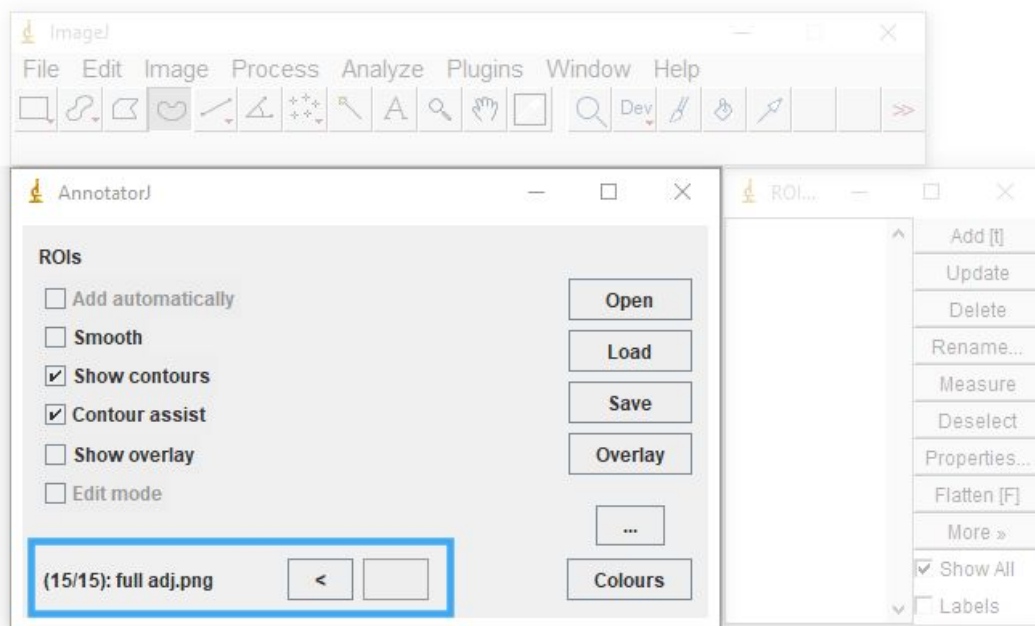 ImageJ
File Edit Image Process Analyze Plugins Window Help
A Dev >>
AnnotatorJ
ROIs
Add automatically
Smooth
Show contours
Contour assist
Show overlay
Edit mode
(15/15): full adj.png <
Open
Load
Save
Overlay
...
Colours
ROI...
Add [t]
Update
Delete
Rename...
Measure
Deselect
Properties...
Flatten [F]
More »
Show All
Labels